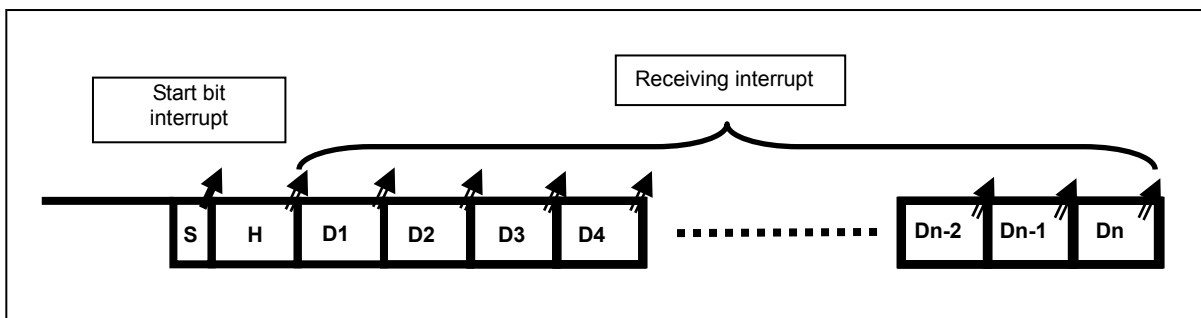 Receiving interrupt
Start bit
interrupt
S H D1 D2 D3 D4 Dn-2 Dn-1 Dn